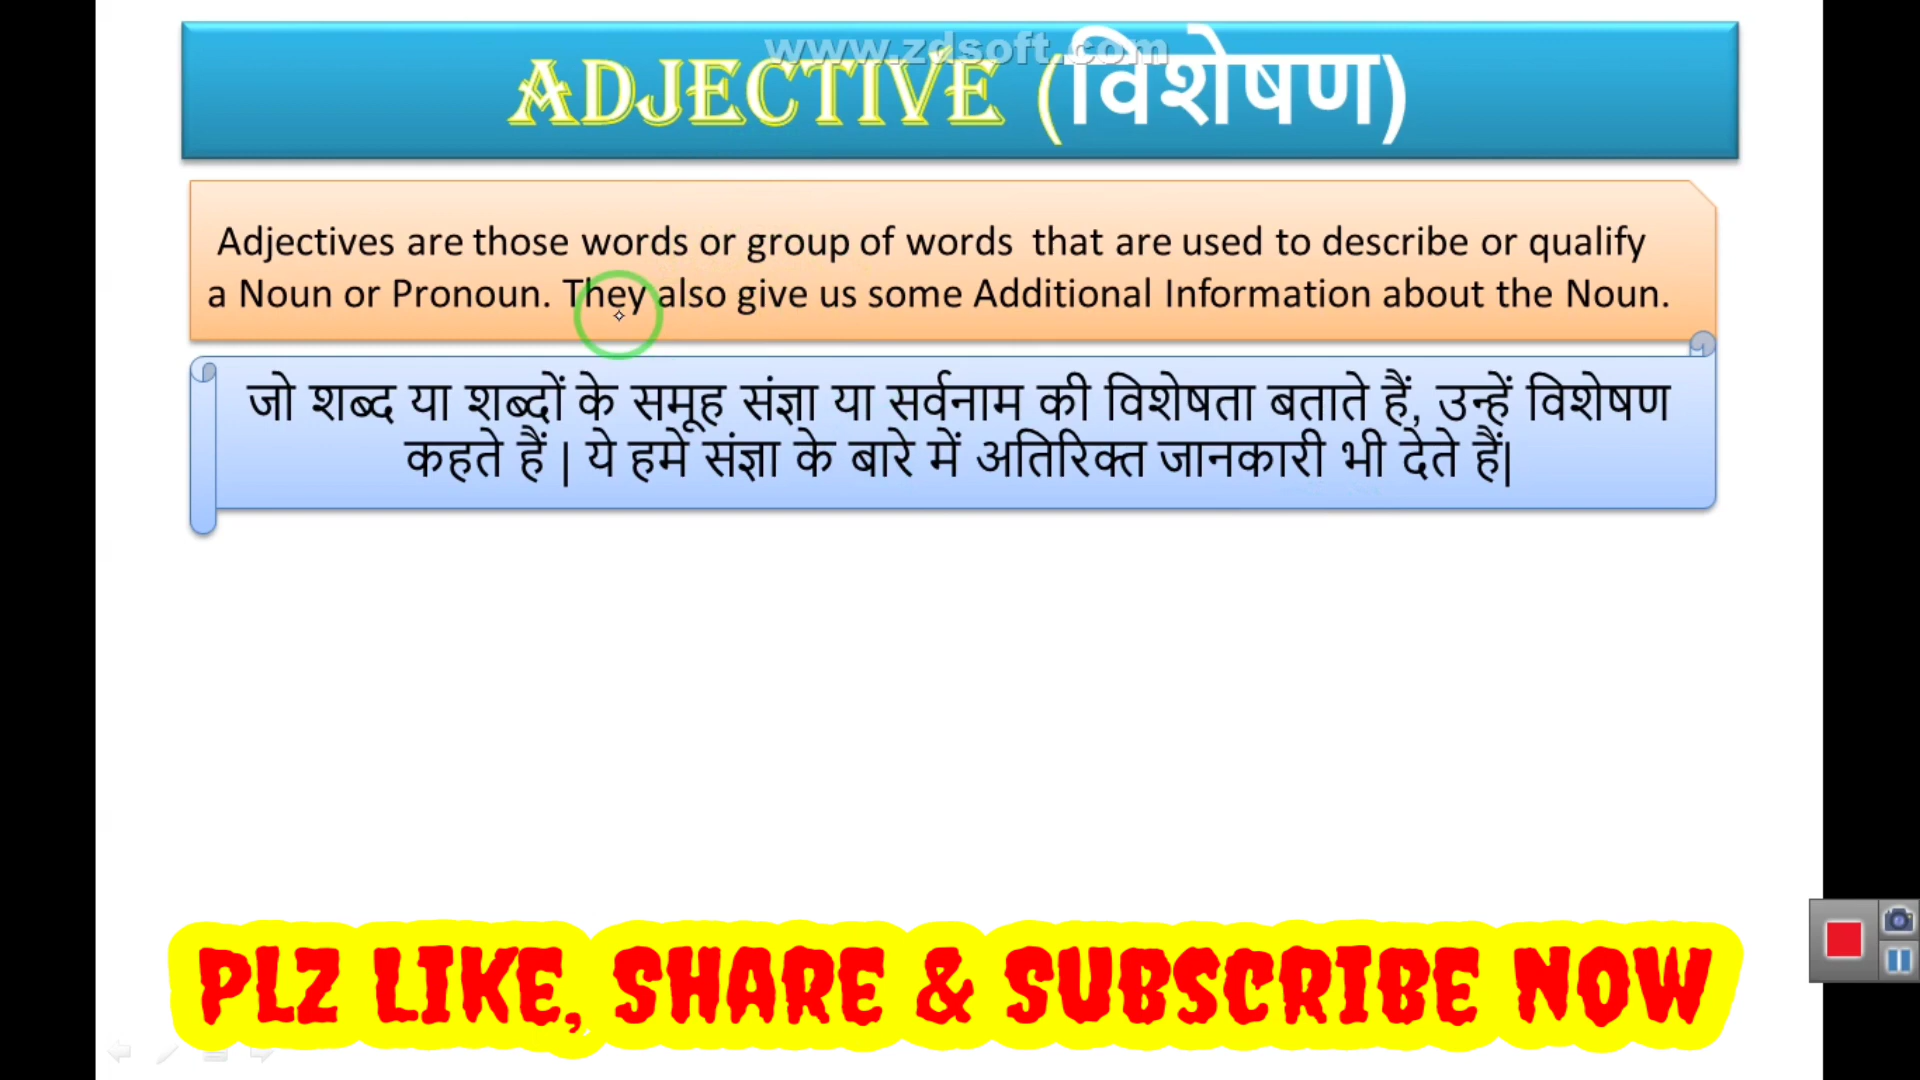 www.zdsoft.com
ADJECTIVE (विशेषण)
Adjectives are those words or group of words that are used to describe or qualify
a Noun or Pronoun. They also give us some Additional Information about the Noun.
जो शब्द या शब्दों के समूह संज्ञा या सर्वनाम की विशेषता बताते हैं, उन्हें विशेषण
कहते हैं | ये हमे संज्ञा के बारे में अतिरिक्त जानकारी भी देते हैं|
PLZ LIKE, SHARE & SUBSCRIBE NOW